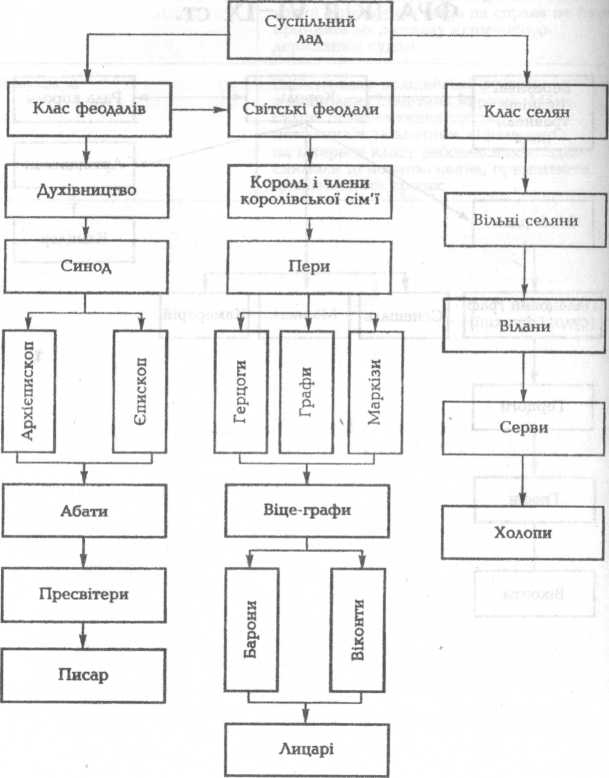 Суспільний
лад
Клас феодалів
Світські феодали
Клас селян
Духівництво
Король і члени
королівської сім’ї
Вільні селяни
Синод
Пери
Вілани
Архієпископ
Єпископ
Герцоги
Графи
Маркізи
Серви
Абати
Віце-графи
Холопи
Пресвітери
Барони
Віконти
Писар
Лицарі